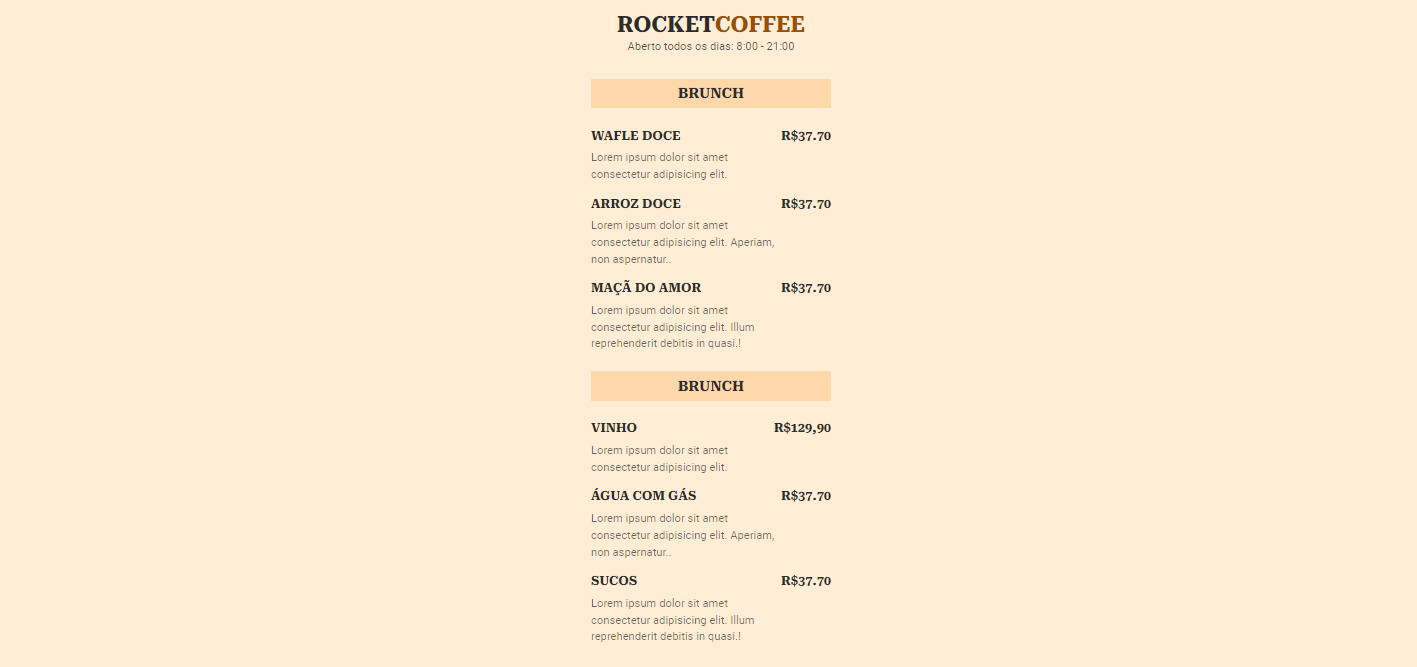 ROCKETCOFFEE
Aberto todos os dias: 8:00 - 21:00
BRUNCH
WAFLE DOCE R$37.70
Lorem ipsum dolor sit amet
consectetur adipisicing elit.
ARROZ DOCE R$37.70
Lorem ipsum dolor sit amet
consectetur adipisicing elit. Aperiam,
non aspernatur..
MAÇÃ DO AMOR R$37.70
Lorem ipsum dolor sit amet
consectetur adipisicing elit. Illum
reprehenderit debitis in quasi.!
BRUNCH
VINHO R$129,90
Lorem ipsum dolor sit amet
consectetur adipisicing elit.
ÁGUA COM GÁS R$37.70
Lorem ipsum dolor sit amet
consectetur adipisicing elit. Aperiam,
non aspernatur..
SUCOS R$37.70
Lorem ipsum dolor sit amet
consectetur adipisicing elit. Illum
reprehenderit debitis in quasi.!